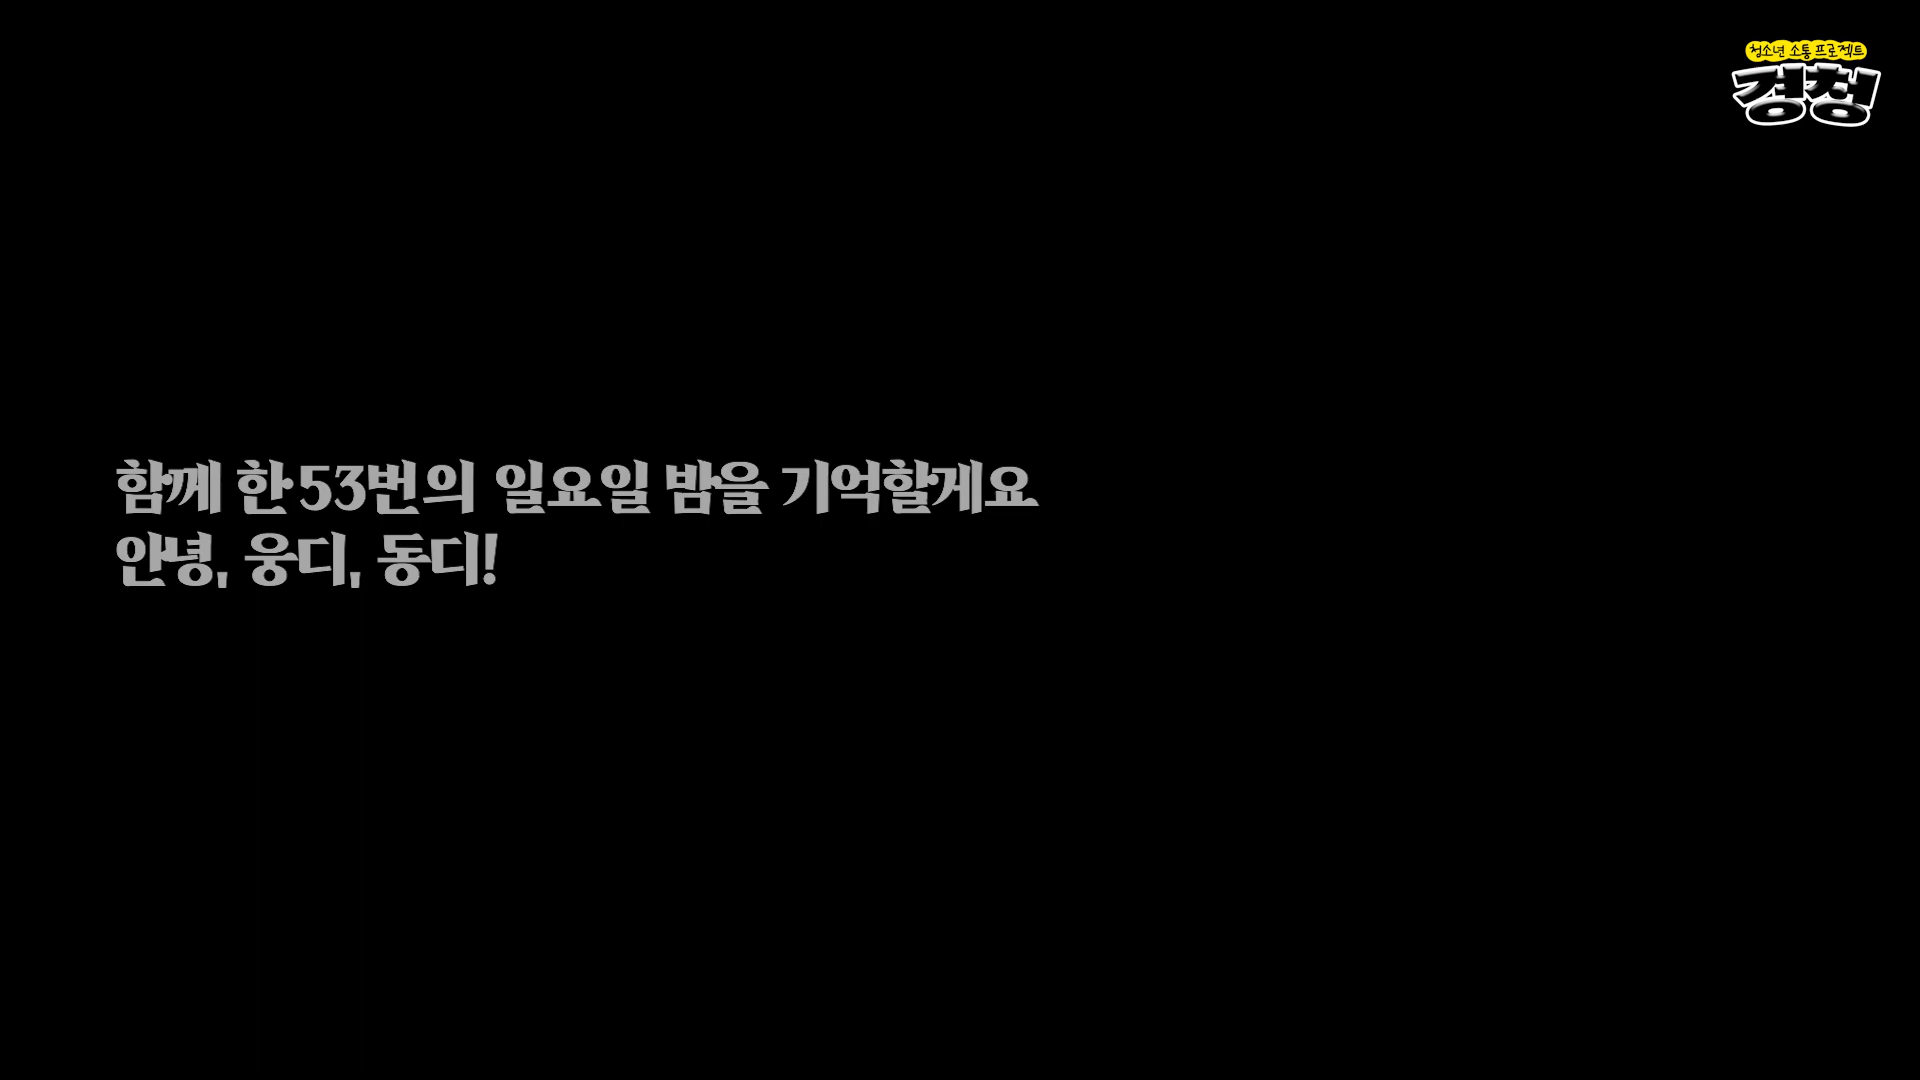 청소년 소통 프로젝트
경청
함께 한 53번의 일요일 밤을 기억할게요
안녕, 웅디, 동디!